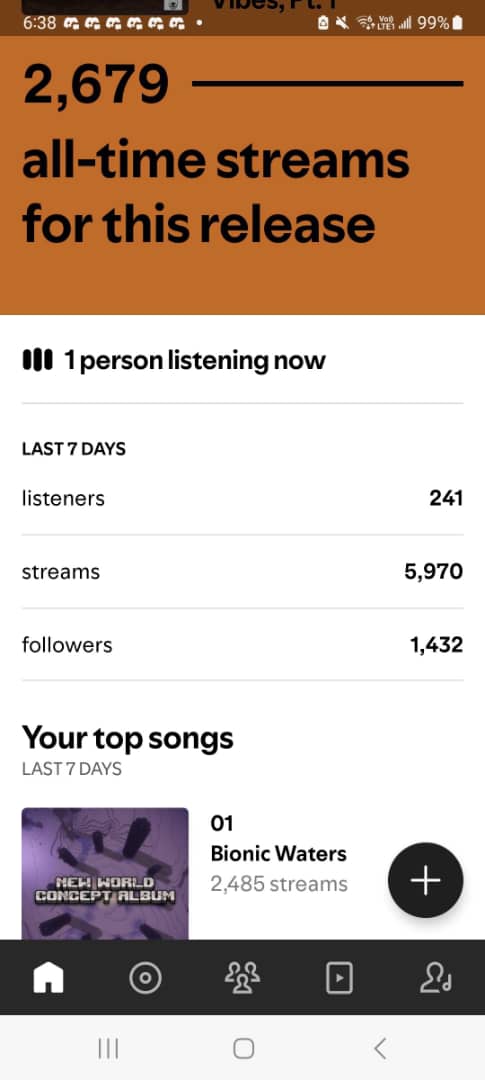 Vibes, Pt. 1
6:38
Vo))
LTE1
99%
2,679
all-time streams
for this release
1 person listening now
LAST 7 DAYS
listeners 241
streams 5,970
followers 1,432
Your top songs
LAST 7 DAYS
NEW WORLD
CONCEPT ALBUM
01
Bionic Waters
2,485 streams